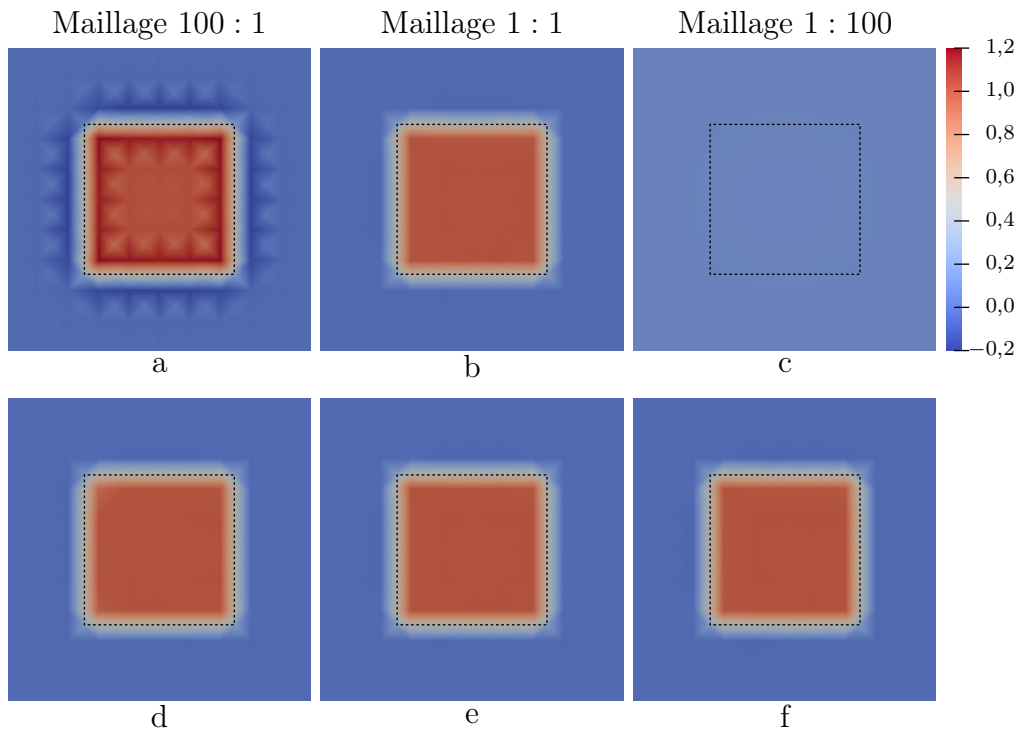 Maillage 100 : 1
Maillage 1 : 1
Maillage 1 : 100
1,2
1,0
0,8
0,6
0,4
0,2
0,0
−0,2
a
b
c
d
e
f